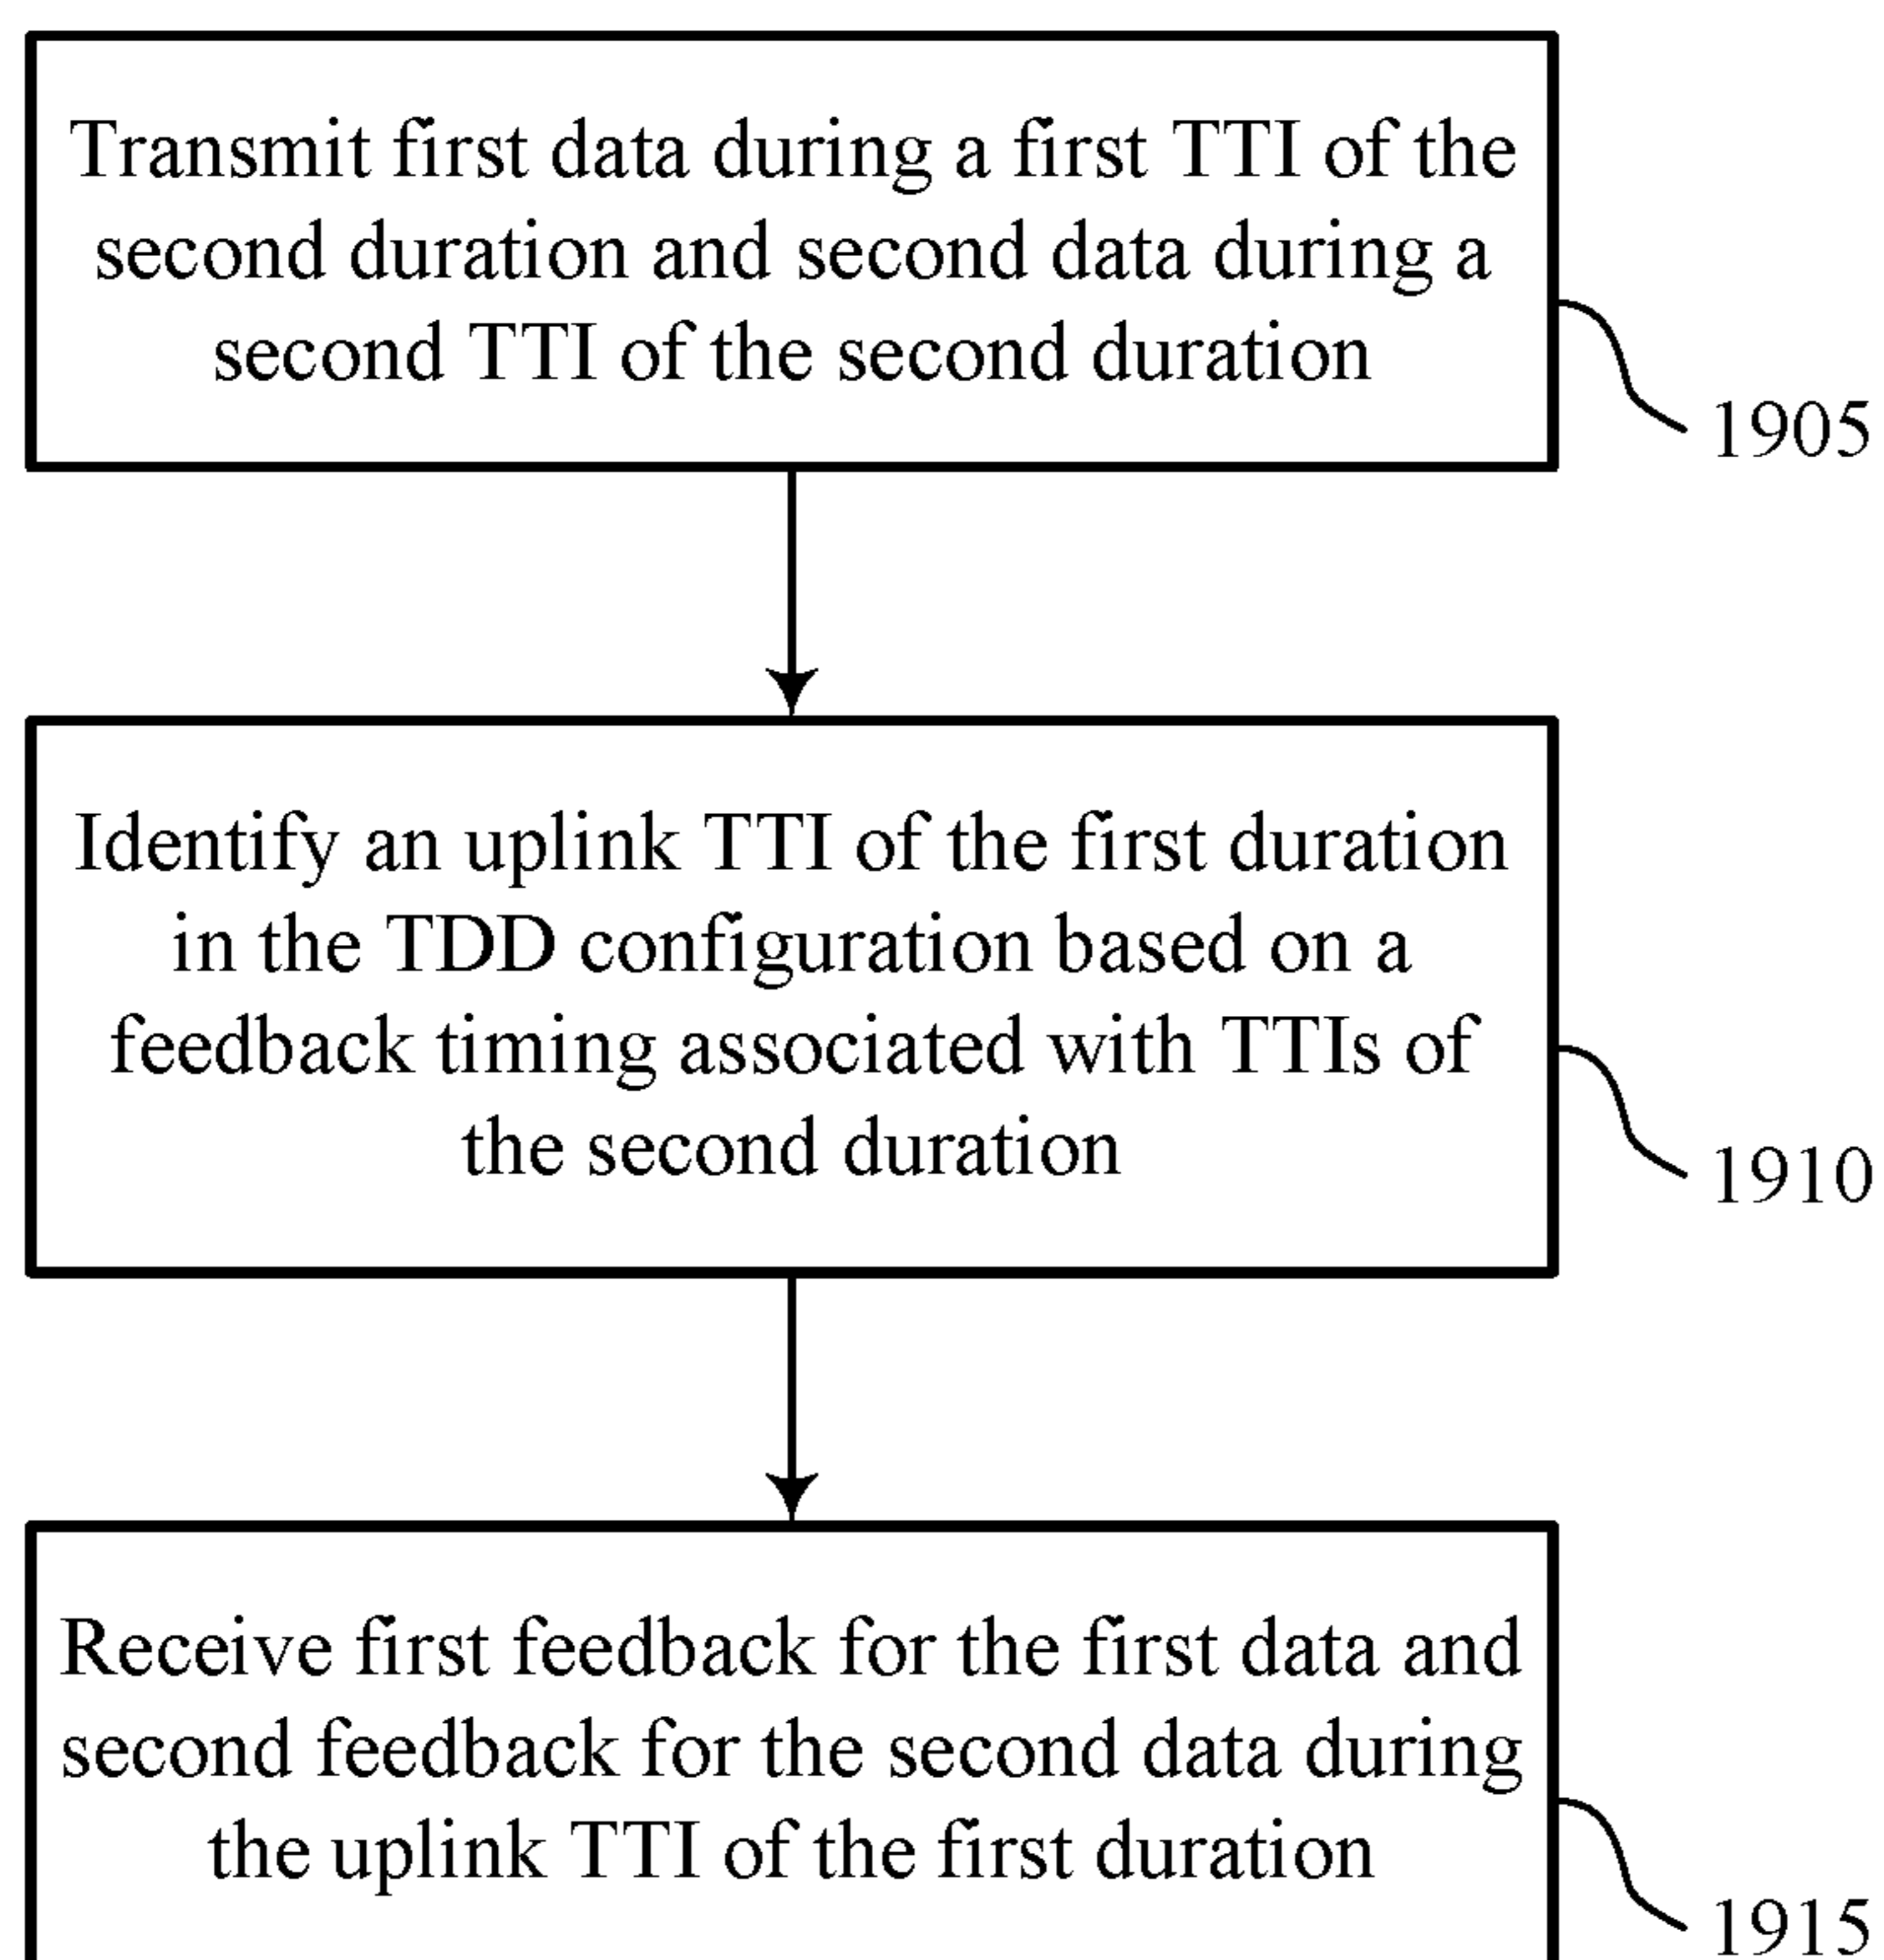 Transmit first data during a first TTI of the
second duration and second data during a
second TTI of the second duration
1905
Identify an uplink TTI of the first duration
in the TDD configuration based on a
feedback timing associated with TTIs of
the second duration
1910
Receive first feedback for the first data and
second feedback for the second data during
the uplink TTI of the first duration
1915